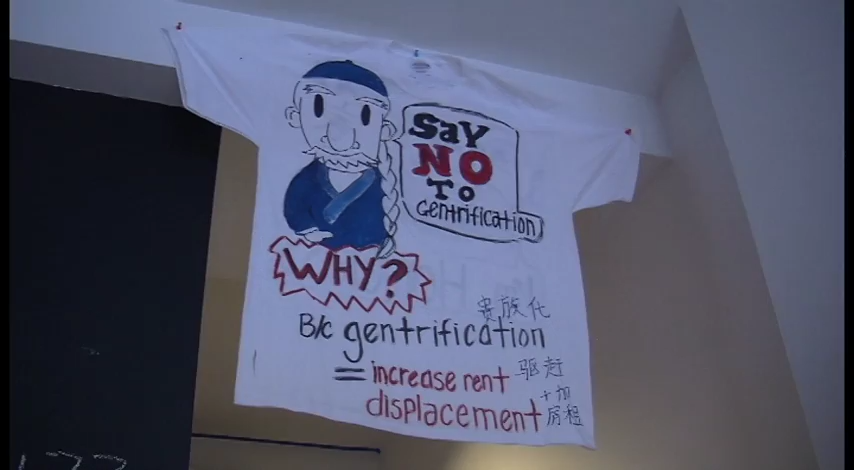 SaY
NO
To
Gentrification
WHY?
贵族化
B/c gentrification
= increase rent 驱赶
displacement + 加
房租